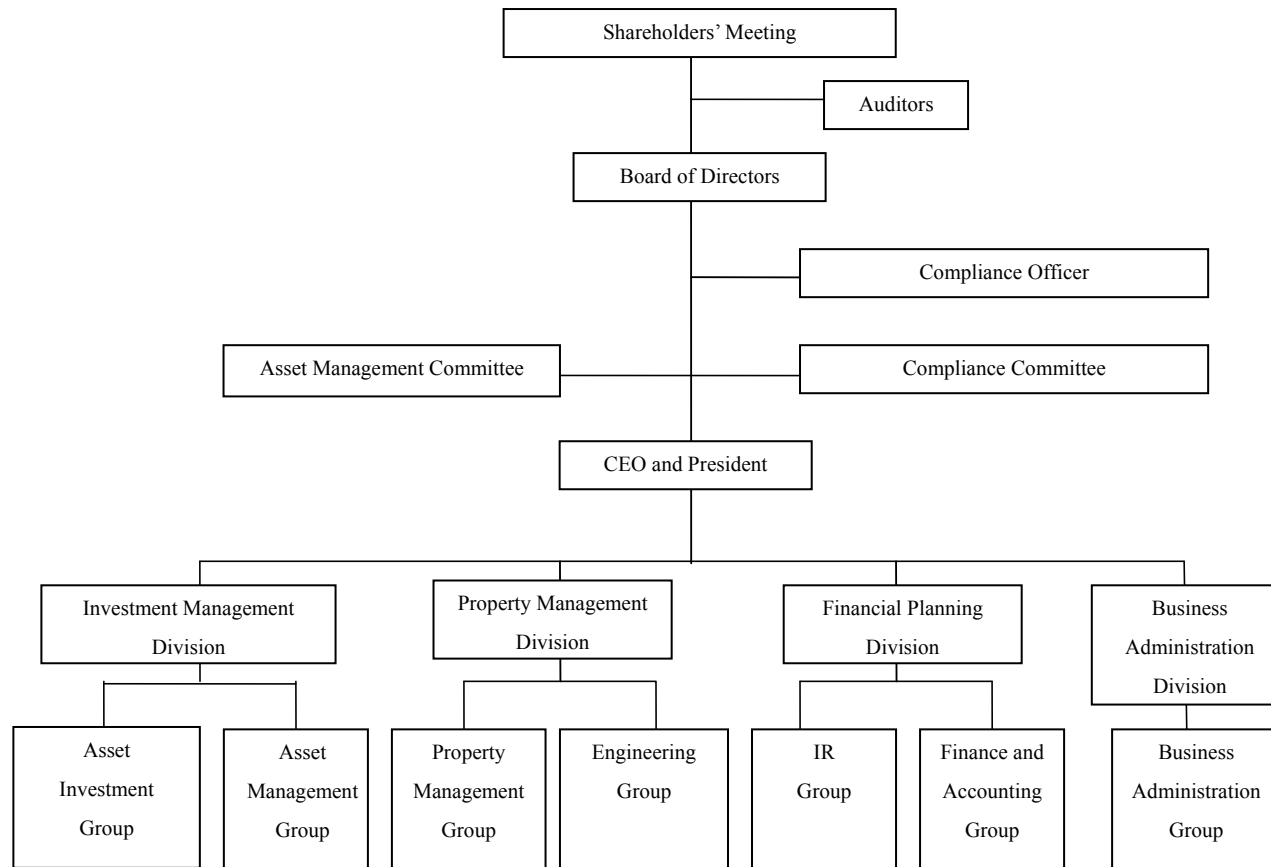 Shareholders’ Meeting
Auditors
Board of Directors
Compliance Officer
Asset Management Committee
Compliance Committee
CEO and President
Investment Management
Division
Property Management
Division
Financial Planning
Division
Business
Administration
Division
Asset
Investment
Group
Asset
Management
Group
Property
Management
Group
Engineering
Group
IR
Group
Finance and
Accounting
Group
Business
Administration
Group